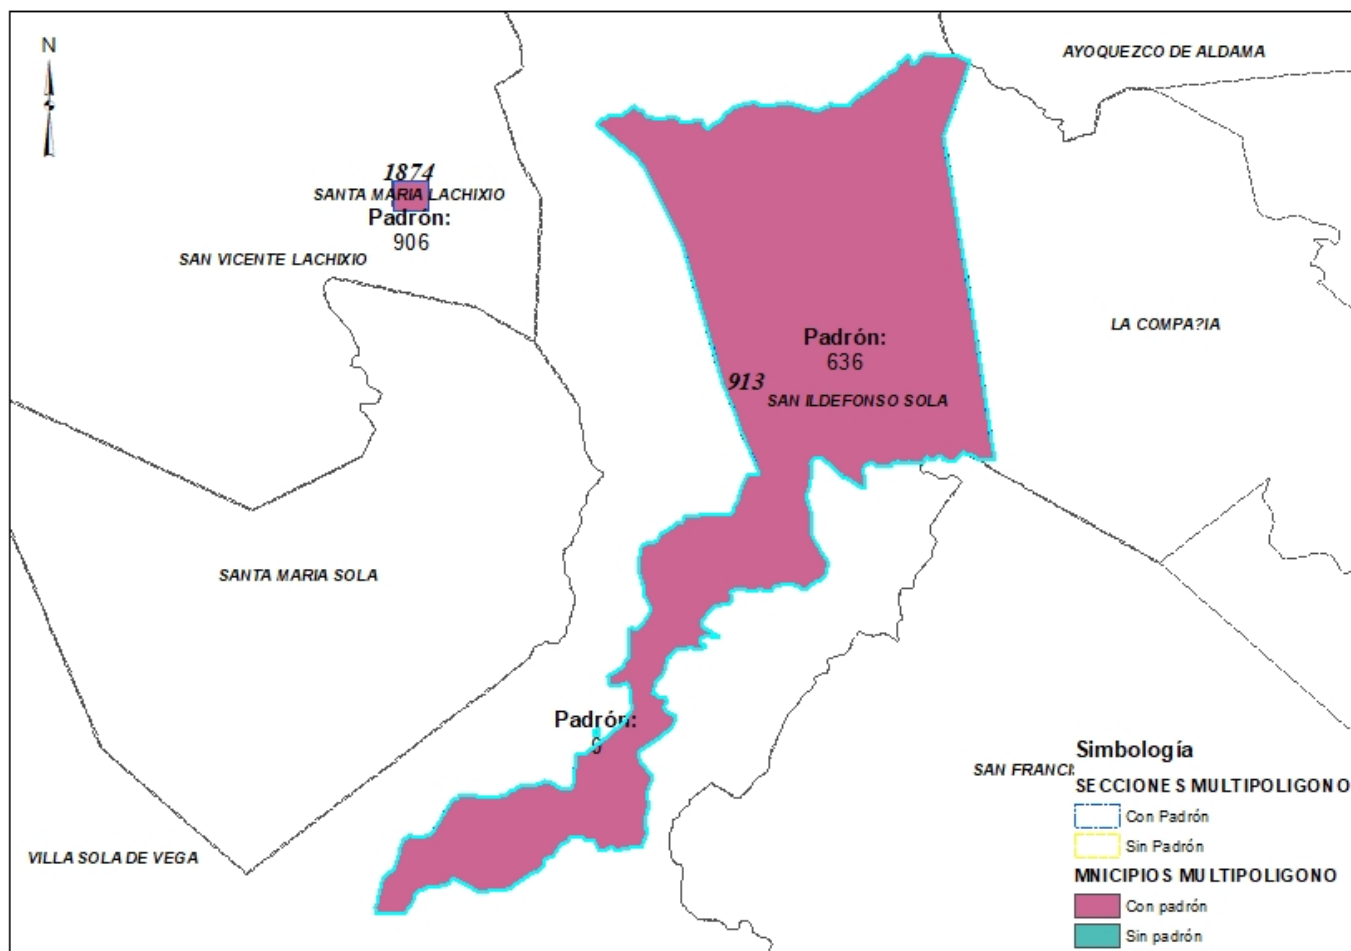 N
AYOQUEZCO DE ALDAMA
1874
SANTA MARIA LACHIXIO
Padrón:
906
SAN VICENTE LACHIXIO
LA COMPA?IA
Padrón:
636
913
SAN ILDEFONSO SOLA
SANTA MARIA SOLA
Padrón:
VILLA SOLA DE VEGA
SAN FRANCI
Simbología
SECCIONES MULTIPOLIGONO
Con Padrón
Sin Padrón
MNICIPIOS MULTIPOLIGONO
Con padrón
Sin padrón